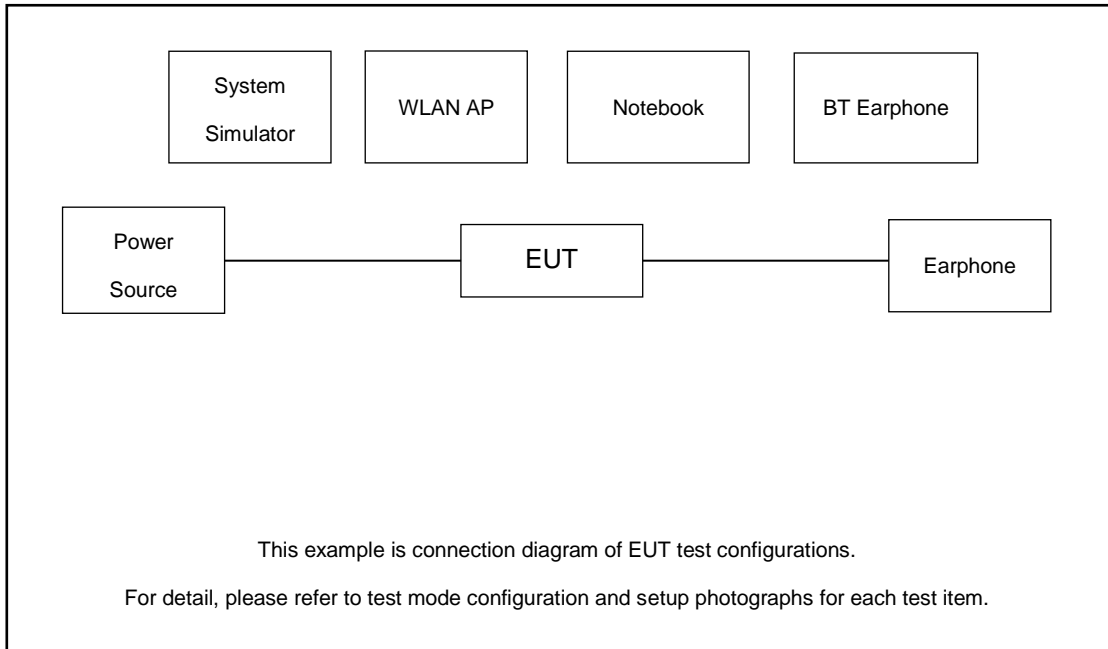 System
Simulator
WLAN AP
Notebook
BT Earphone
Power
Source
EUT
Earphone
This example is connection diagram of EUT test configurations.
For detail, please refer to test mode configuration and setup photographs for each test item.